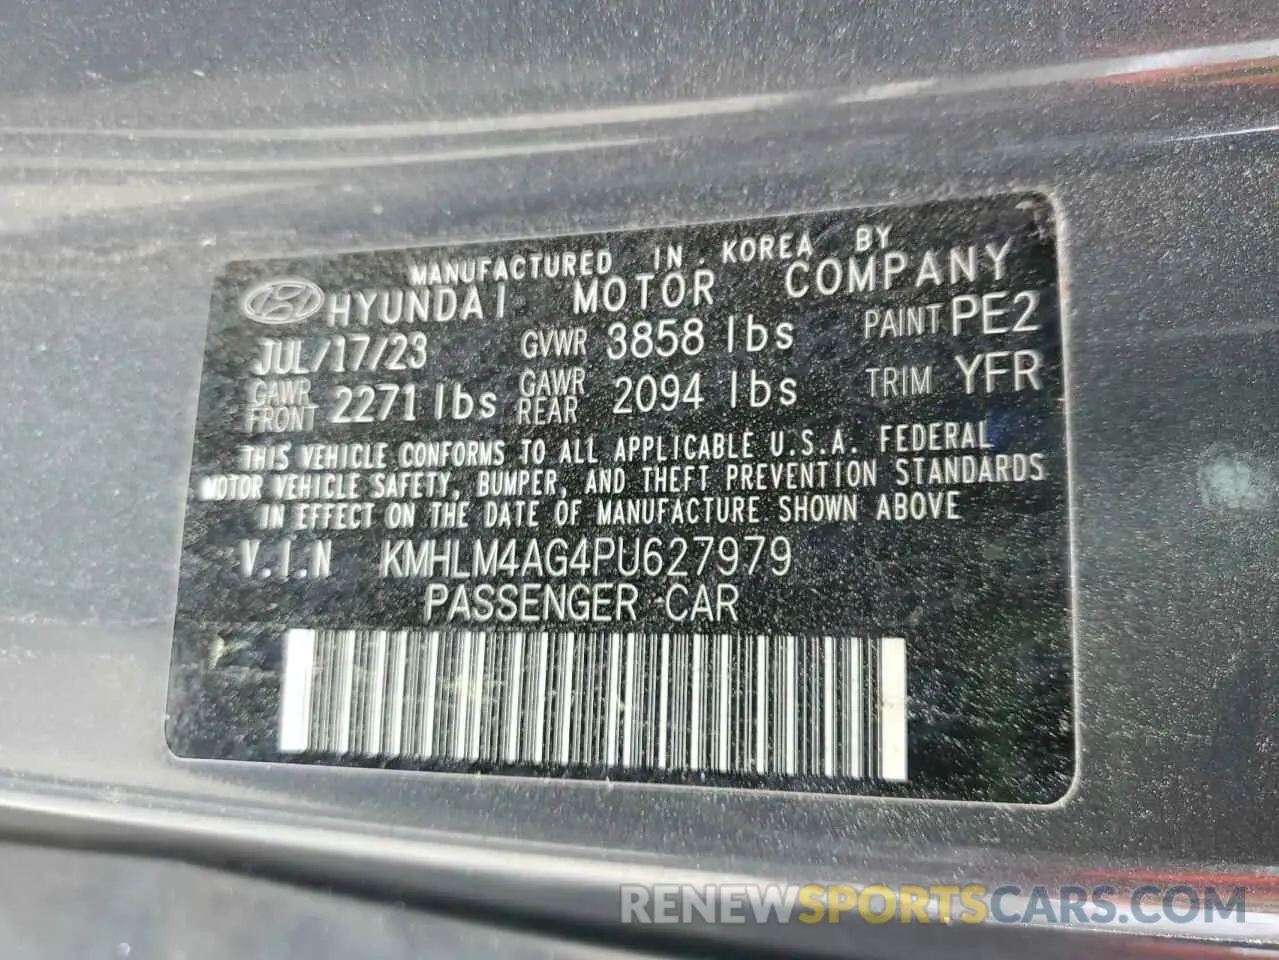 MANUFACTURED IN KOREA BY
HYUNDAI MOTOR COMPANY
JUL/17/23 GVWR 3858 lbs PAINT PE2
GAWR FRONT 2271 lbs GAWR REAR 2094 lbs TRIM YFR
THIS VEHICLE CONFORMS TO ALL APPLICABLE U.S.A. FEDERAL
MOTOR VEHICLE SAFETY, BUMPER, AND THEFT PREVENTION STANDARDS
IN EFFECT ON THE DATE OF MANUFACTURE SHOWN ABOVE
V.I.N KMHLM4AG4PU627979
PASSENGER CAR
RENEWSPORTSCARS.COM